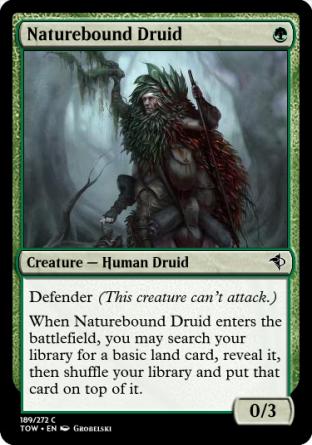 Naturebound Druid
Creature — Human Druid
Defender (This creature can't attack.)
When Naturebound Druid enters the
battlefield, you may search your
library for a basic land card, reveal it,
then shuffle your library and put that
card on top of it.
0/3
189/272 C
TOW • EN Grobelski